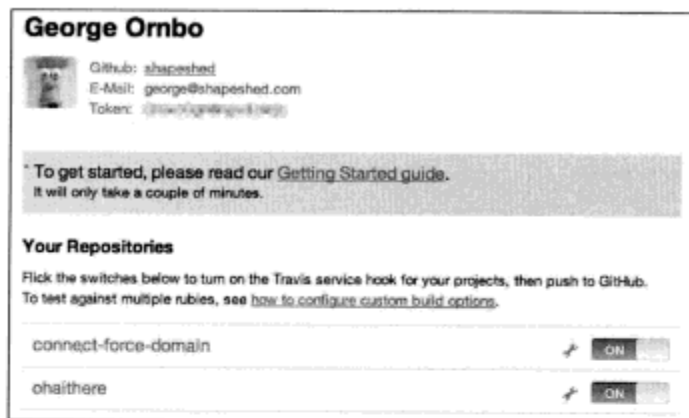 George Ornbo
Github: shapeshed
E-Mail: george@shapeshed.com
Token:
* To get started, please read our Getting Started guide.
It will only take a couple of minutes.
Your Repositories
Flick the switches below to turn on the Travis service hook for your projects, then push to GitHub.
To test against multiple rubies, see how to configure custom build options.
connect-force-domain
ON
ohaithere
ON